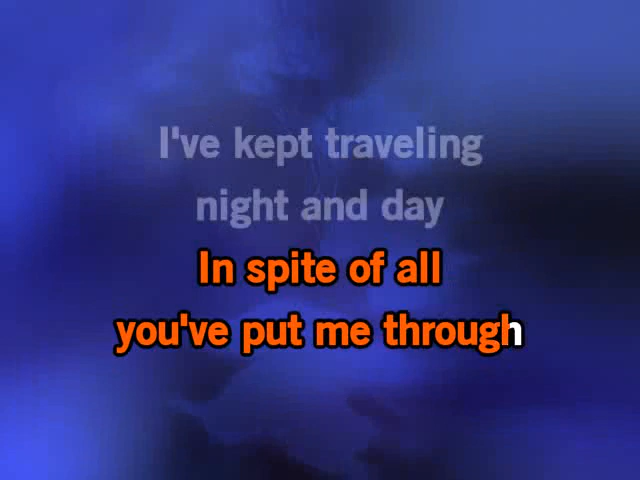 I've kept traveling
night and day
In spite of all
you've put me through